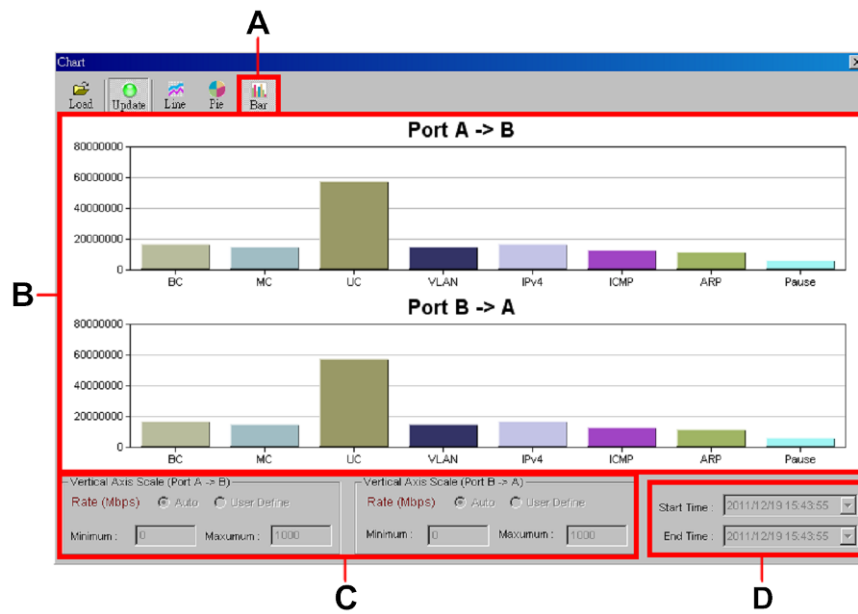 A
Chart
Load Update Line Pie Bar
Port A -> B
80000000
60000000
40000000
20000000
0
BC MC UC VLAN IPv4 ICMP ARP Pause
B
Port B -> A
80000000
60000000
40000000
20000000
0
BC MC UC VLAN IPv4 ICMP ARP Pause
Vertical Axis Scale (Port A -> B)
Rate (Mbps) Auto User Define
Minimum : 0 Maxumum : 1000
Vertical Axis Scale (Port B -> A)
Rate (Mbps) Auto User Define
Minimum : 0 Maxumum : 1000
Start Time : 2011/12/19 15:43:55
End Time : 2011/12/19 15:43:55
C
D